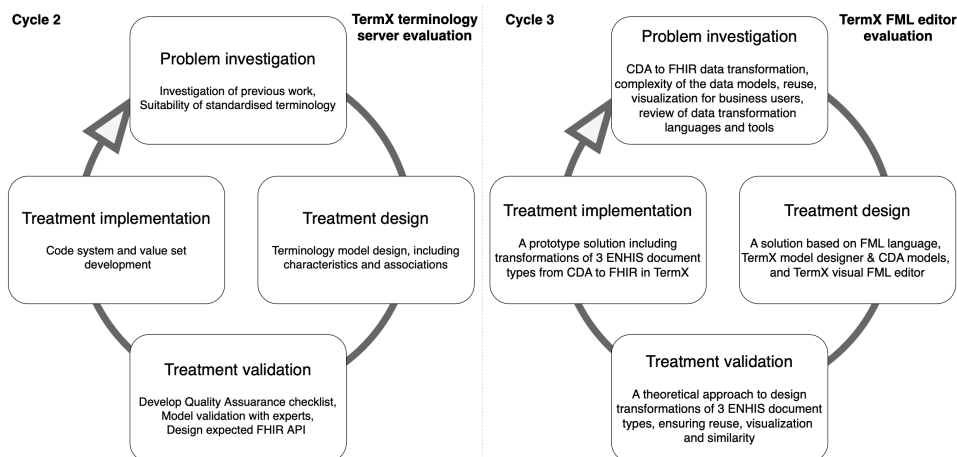 Cycle 2
TermX terminology
server evaluation
Problem investigation
Investigation of previous work,
Suitability of standardised terminology
Treatment implementation
Code system and value set
development
Treatment design
Terminology model design, including
characteristics and associations
Treatment validation
Develop Quality Assuarance checklist,
Model validation with experts,
Design expected FHIR API
Cycle 3
TermX FML editor
evaluation
Problem investigation
CDA to FHIR data transformation,
complexity of the data models, reuse,
visualization for business users,
review of data transformation
languages and tools
Treatment implementation
A prototype solution including
transformations of 3 ENHIS document
types from CDA to FHIR in TermX
Treatment design
A solution based on FML language,
TermX model designer & CDA models,
and TermX visual FML editor
Treatment validation
A theoretical approach to design
transformations of 3 ENHIS document
types, ensuring reuse, visualization
and similarity